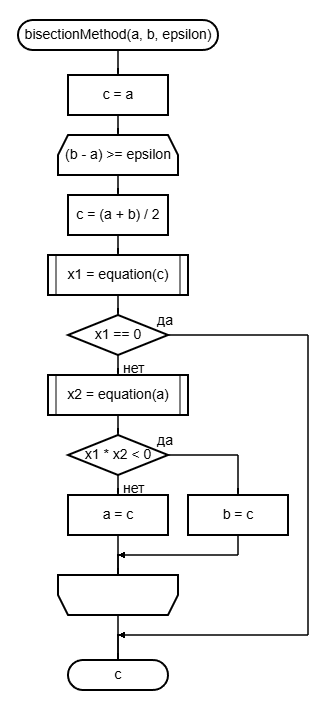 bisectionMethod(a, b, epsilon)
c = a
(b - a) >= epsilon
c = (a + b) / 2
x1 = equation(c)
да
x1 == 0
нет
x2 = equation(a)
да
x1 * x2 < 0
нет
a = c
b = c
c